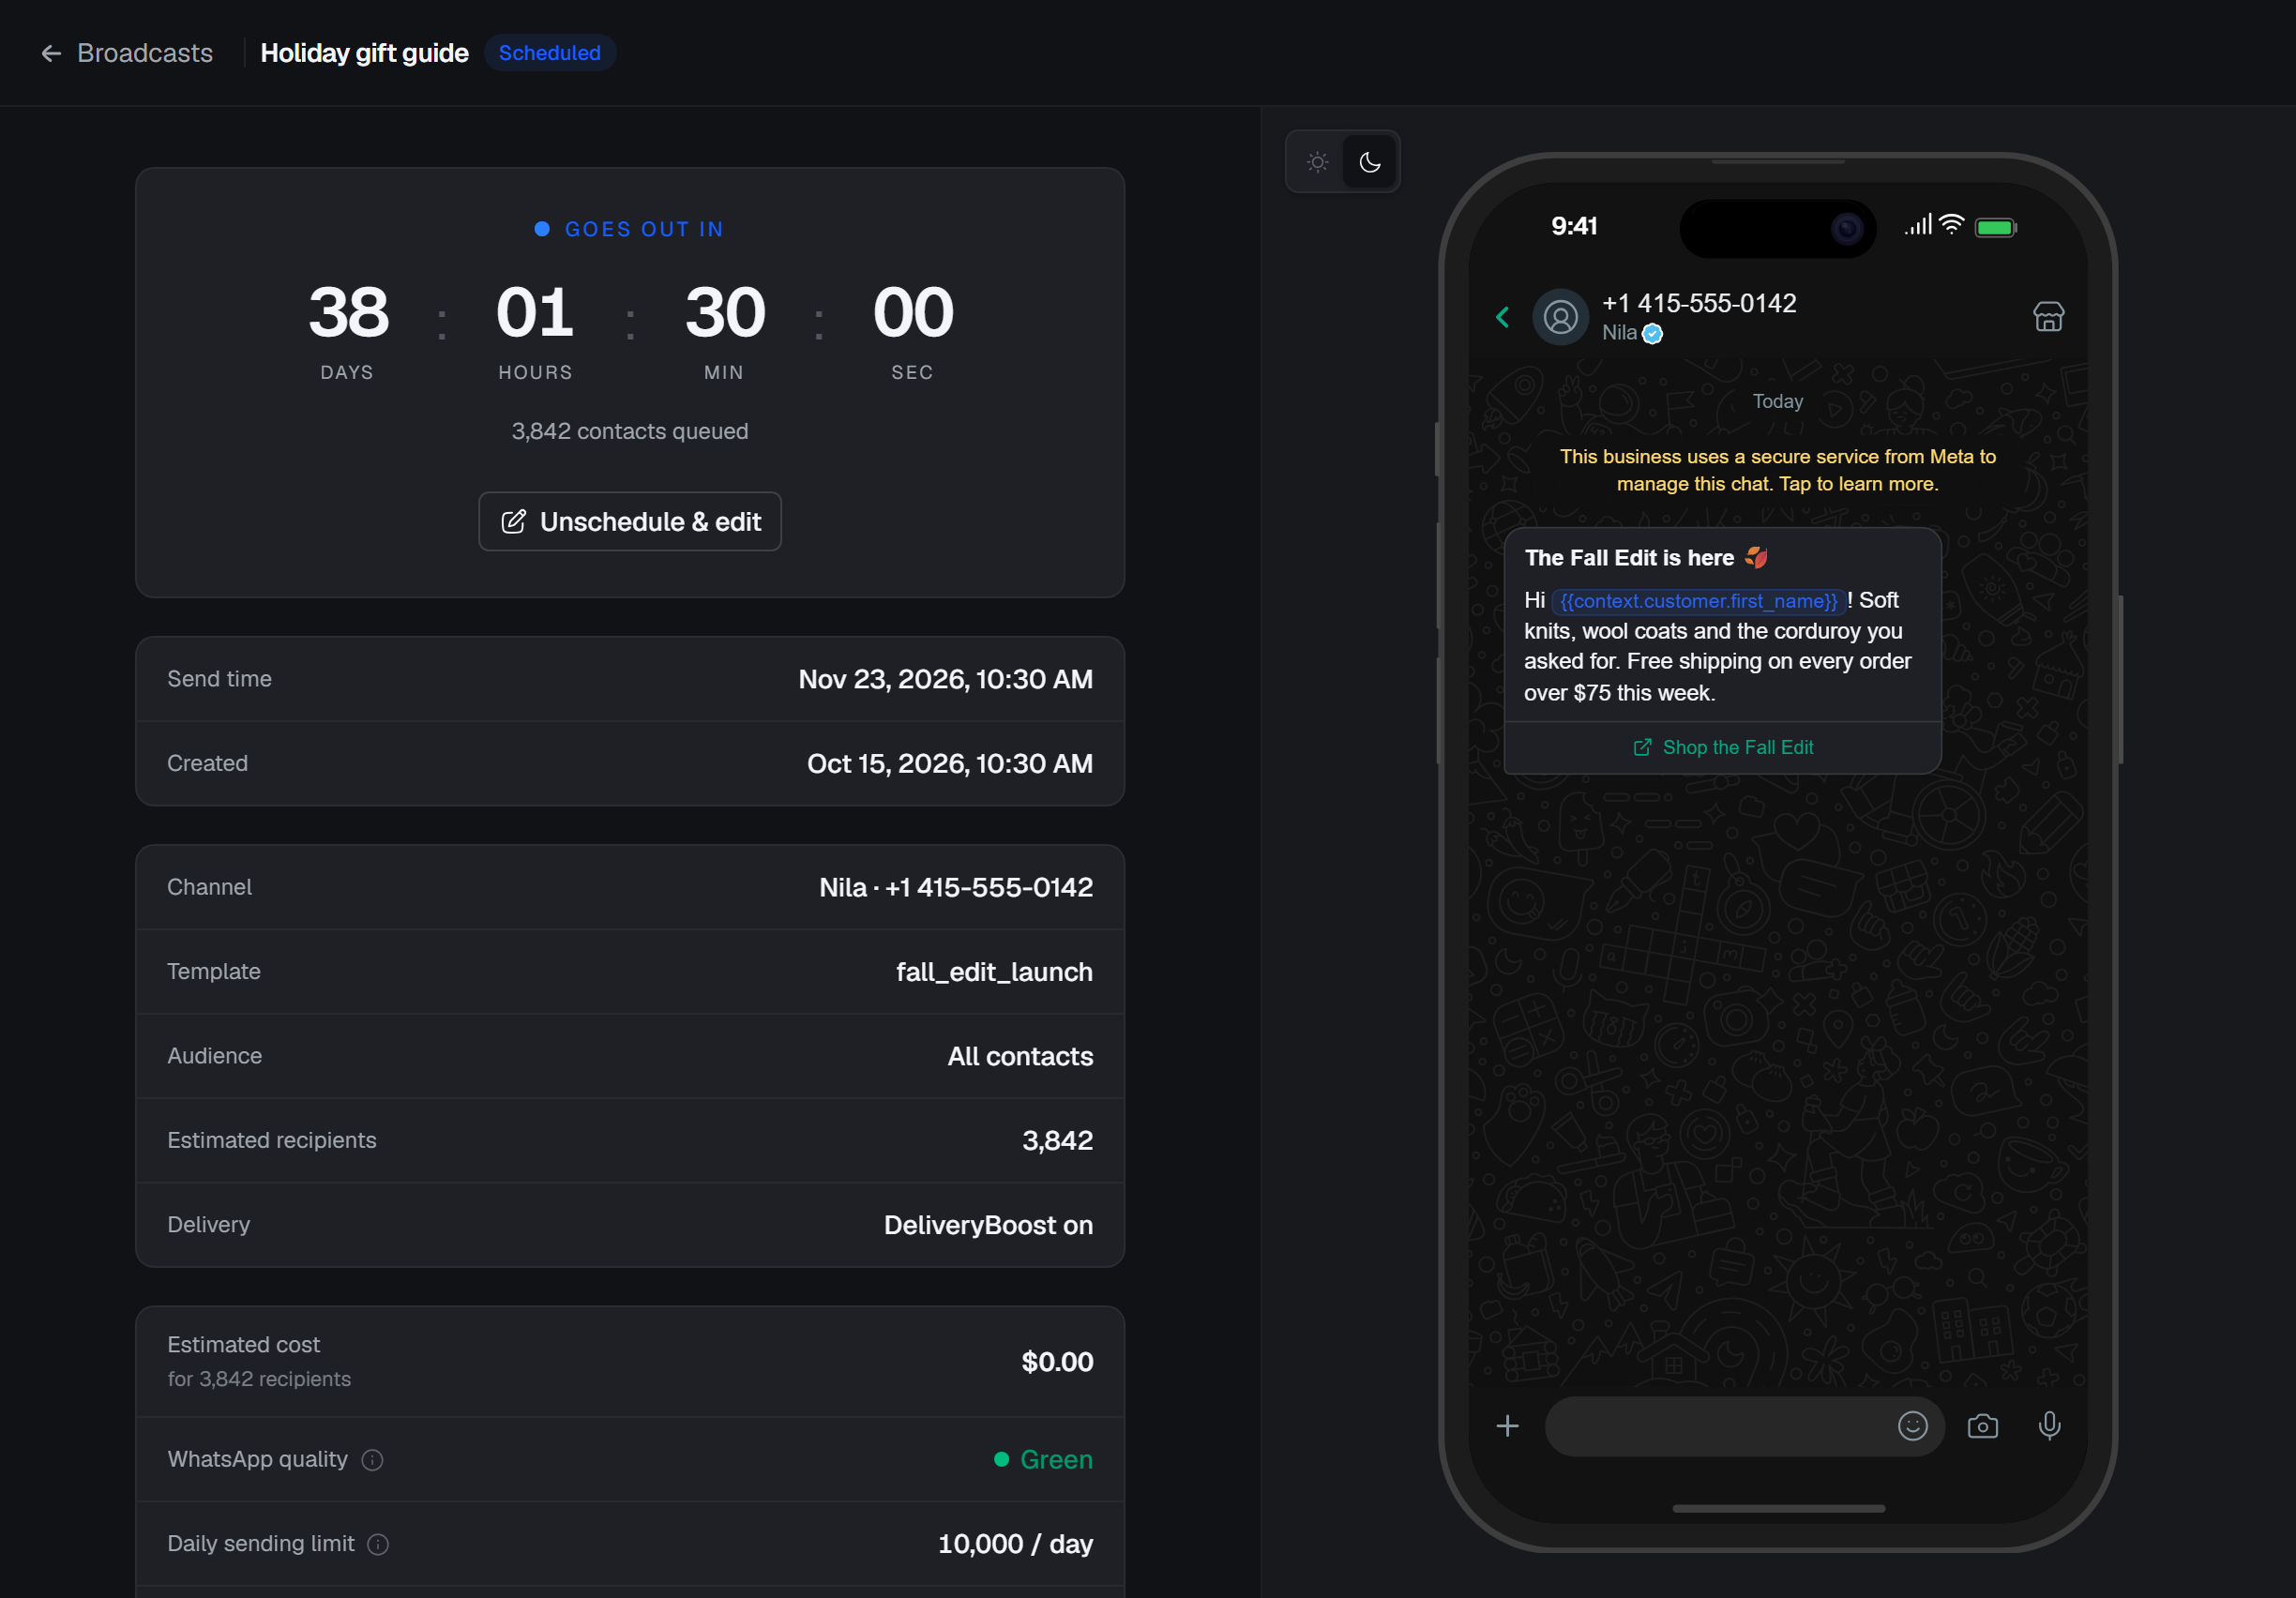 Broadcasts
Holiday gift guide
Scheduled
GOES OUT IN
38 : 01 : 30 : 00
DAYS HOURS MIN SEC
3,842 contacts queued
Unschedule & edit
Send time Nov 23, 2026, 10:30 AM
Created Oct 15, 2026, 10:30 AM
Channel Nila · +1 415-555-0142
Template fall_edit_launch
Audience All contacts
Estimated recipients 3,842
Delivery DeliveryBoost on
Estimated cost
for 3,842 recipients
$0.00
WhatsApp quality Green
Daily sending limit 10,000 / day
9:41
+1 415-555-0142
Nila
Today
This business uses a secure service from Meta to
manage this chat. Tap to learn more.
The Fall Edit is here 🍂
Hi {{context.customer.first_name}}! Soft
knits, wool coats and the corduroy you
asked for. Free shipping on every order
over $75 this week.
Shop the Fall Edit